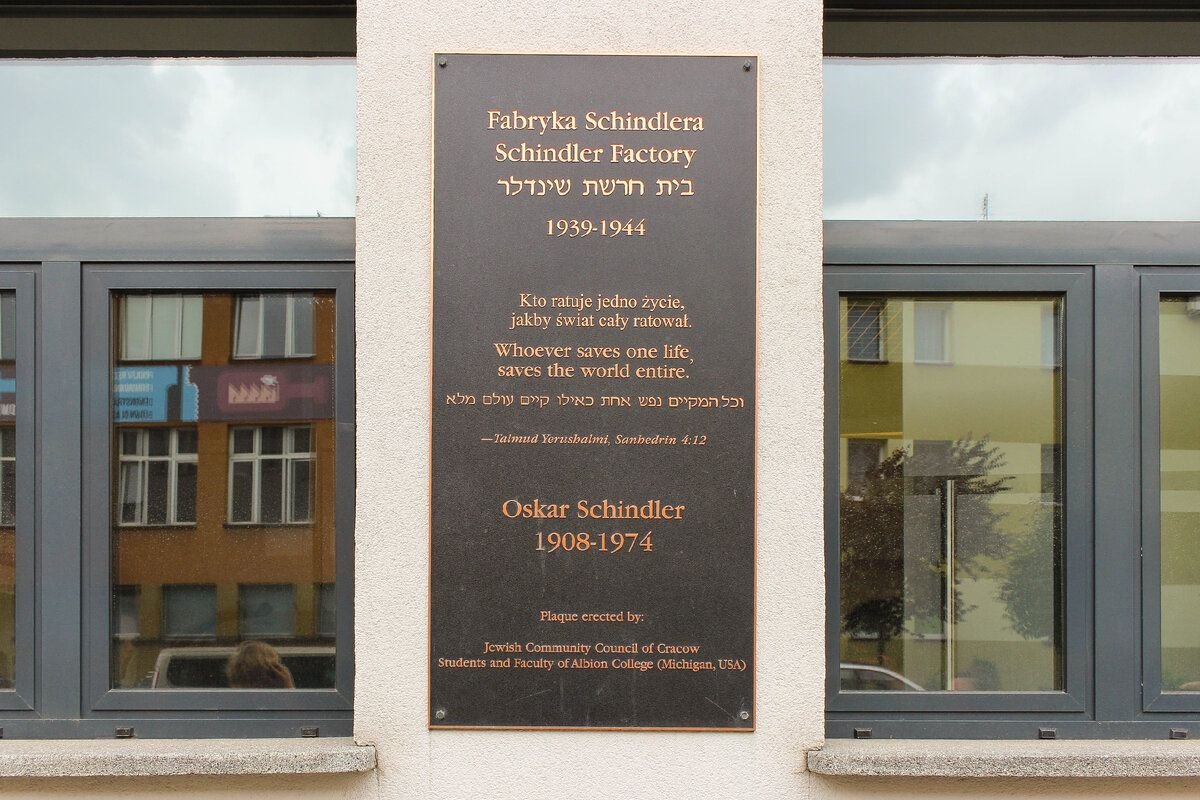 Fabryka Schindlera
Schindler Factory
בית חרשת שינדלר
1939-1944
Kto ratuje jedno życie,
jakby świat cały ratował.
Whoever saves one life,
saves the world entire.
וכל המקיים נפש אחת כאילו קיים עולם מלא
—Talmud Yerushalmi, Sanhedrin 4:12
Oskar Schindler
1908-1974
Plaque erected by:
Jewish Community Council of Cracow
Students and Faculty of Albion College (Michigan, USA)